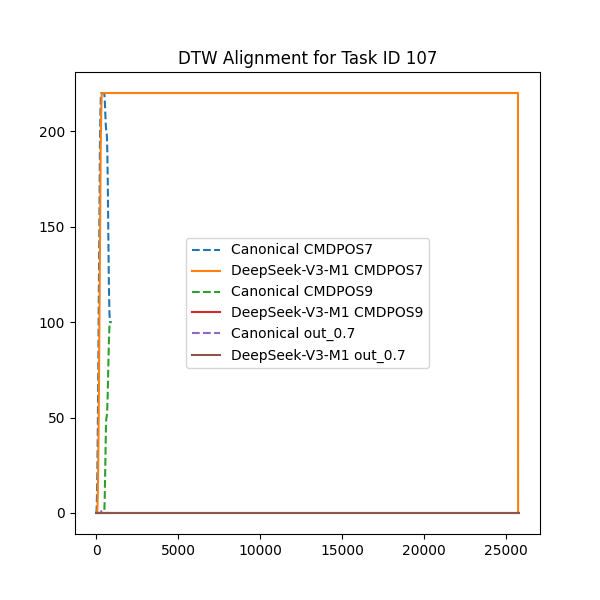 DTW Alignment for Task ID 107
200
150
100
50
0
Canonical CMDPOS7
DeepSeek-V3-M1 CMDPOS7
Canonical CMDPOS9
DeepSeek-V3-M1 CMDPOS9
Canonical out_0.7
DeepSeek-V3-M1 out_0.7
0 5000 10000 15000 20000 25000